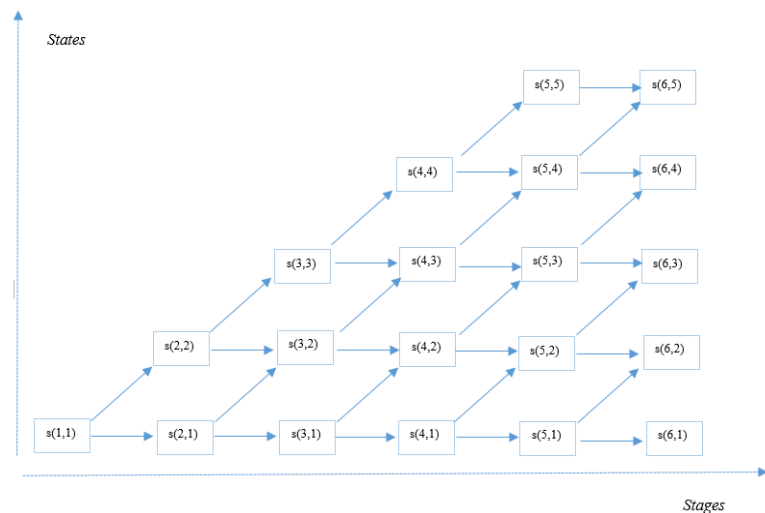 States
s(5,5)
s(6,5)
s(4,4)
s(5,4)
s(6,4)
s(3,3)
s(4,3)
s(5,3)
s(6,3)
s(2,2)
s(3,2)
s(4,2)
s(5,2)
s(6,2)
s(1,1)
s(2,1)
s(3,1)
s(4,1)
s(5,1)
s(6,1)
Stages